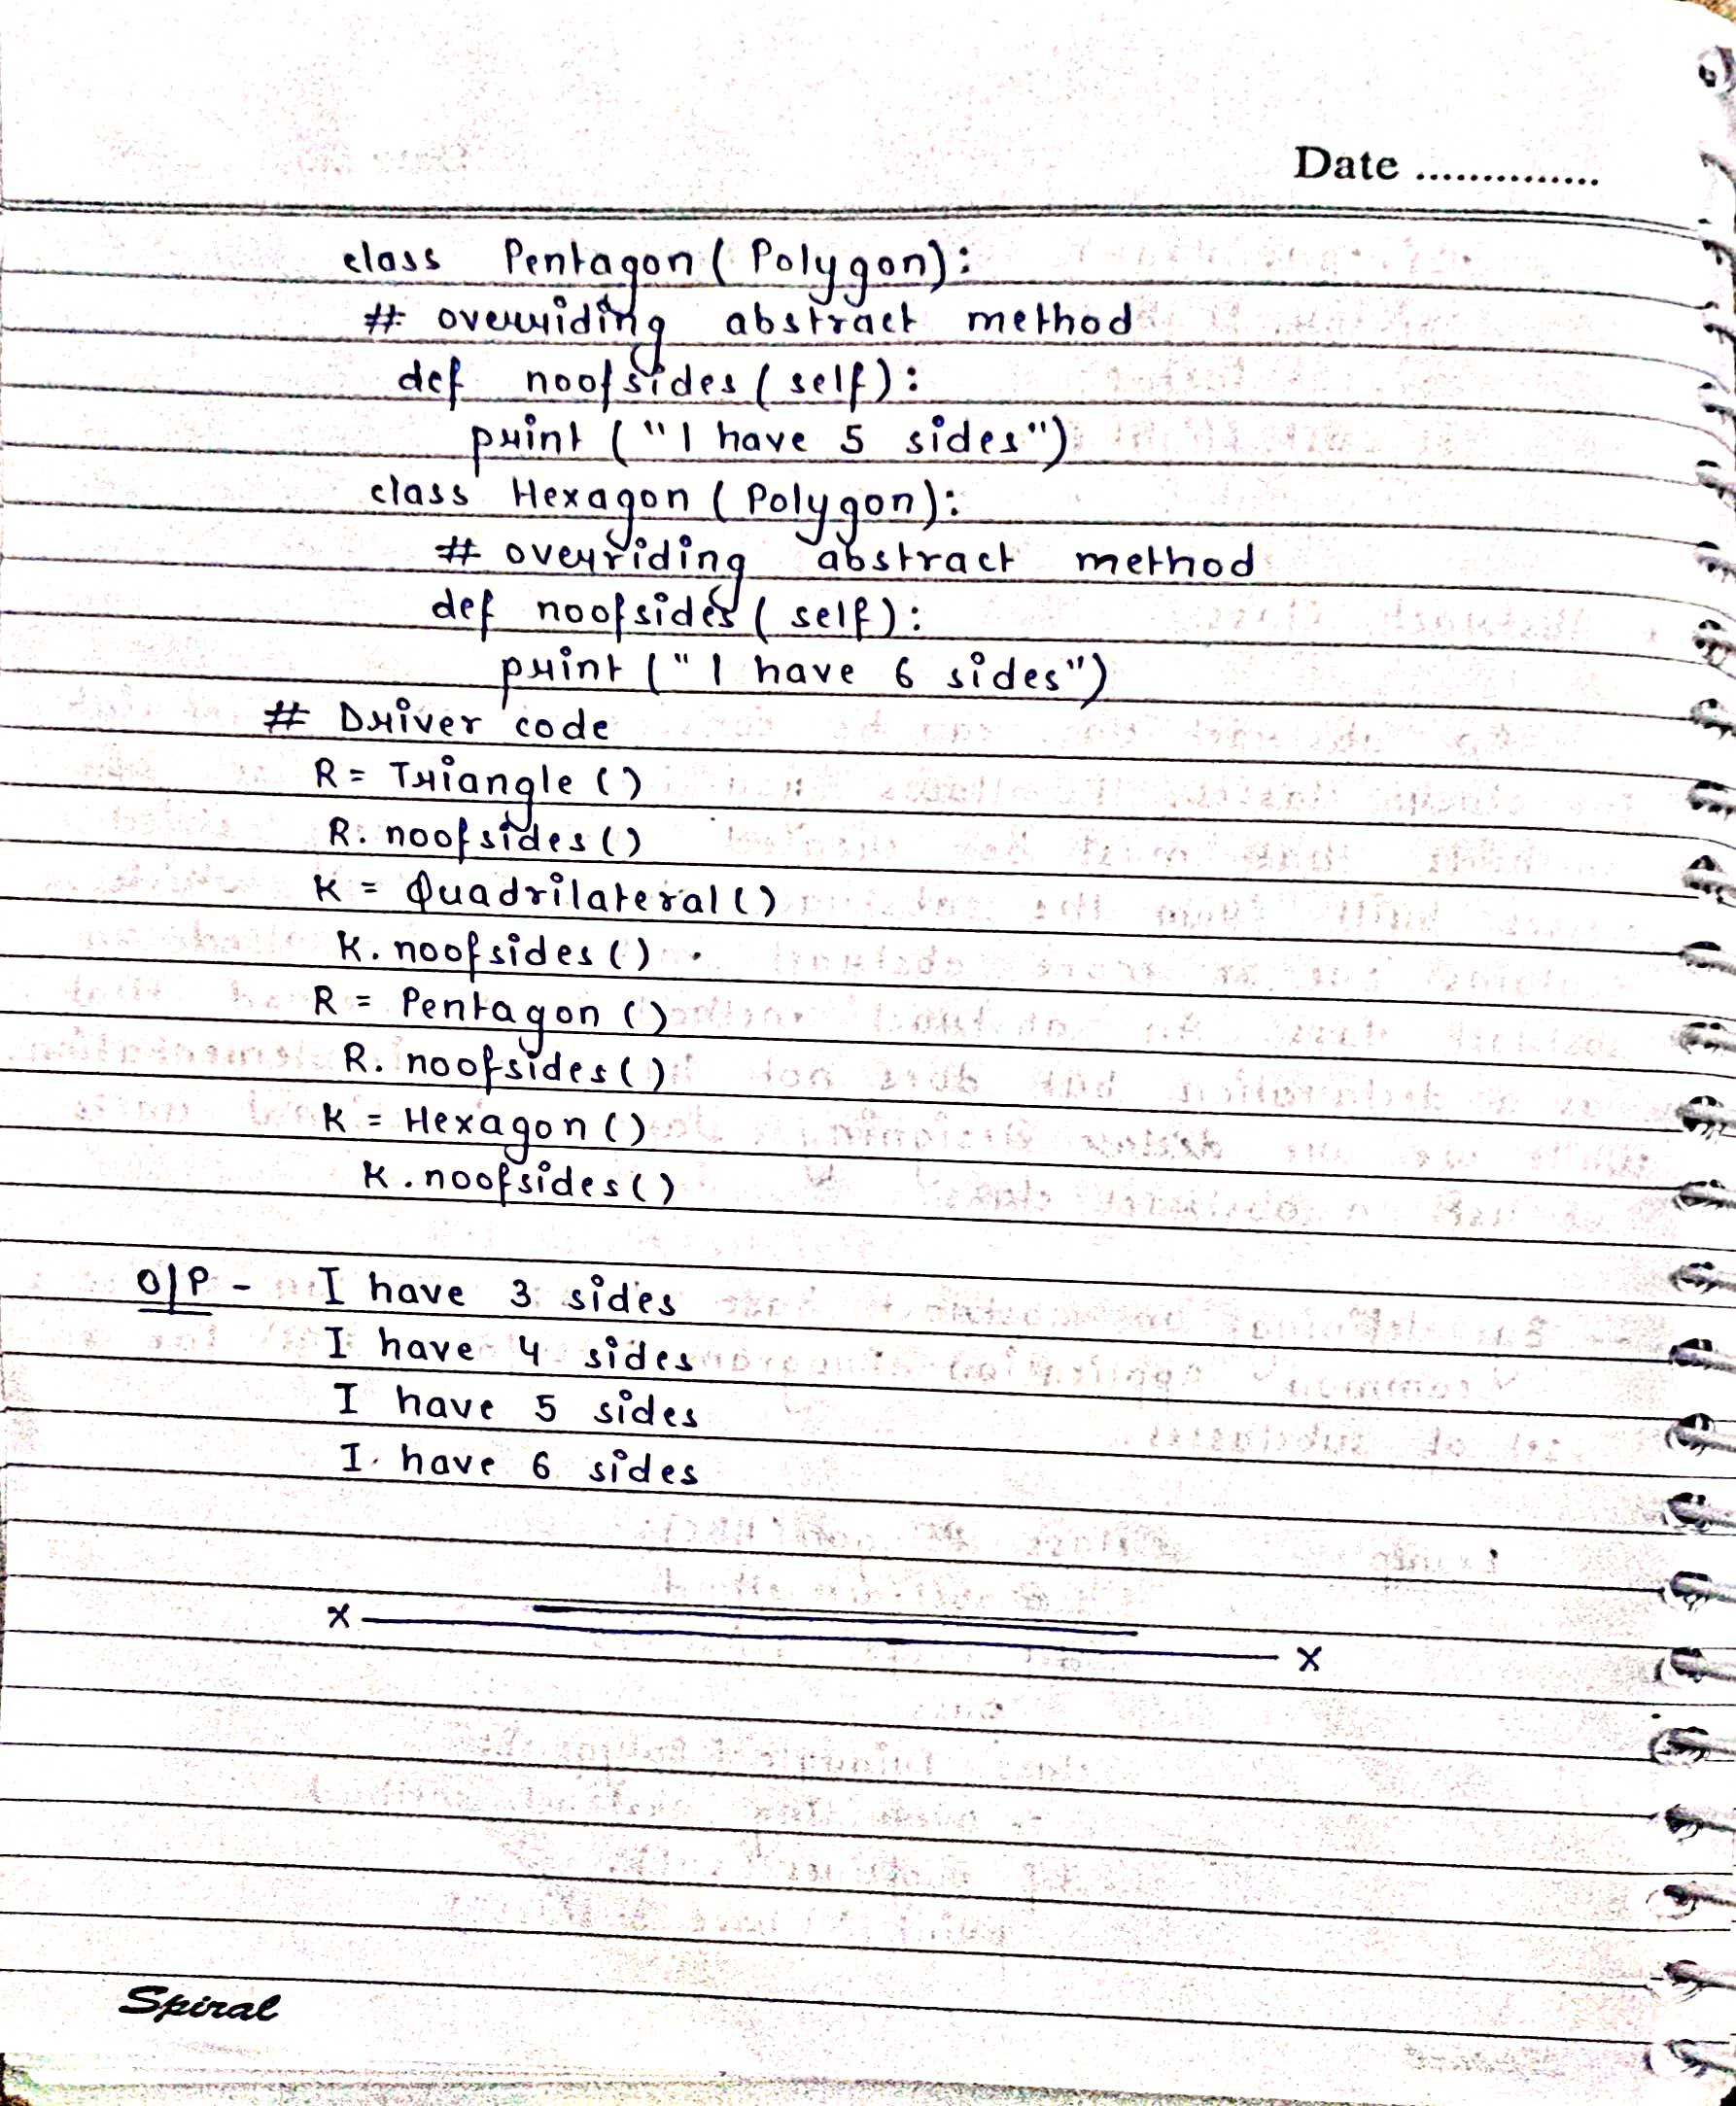 Date ..............
class Pentagon (Polygon):
# overriding abstract method
def noofsides (self):
print ("I have 5 sides")
class Hexagon (Polygon):
# overriding abstract method
def noofsides (self):
print ("I have 6 sides")
# Driver code
R = Triangle ()
R. noofsides ()
K = Quadrilateral ()
K. noofsides ()
R = Pentagon ()
R. noofsides ()
K = Hexagon ()
K. noofsides ()
O/P - I have 3 sides
I have 4 sides
I have 5 sides
I have 6 sides
x x
Spiral